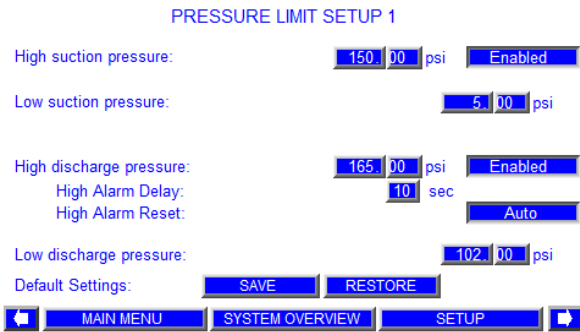 PRESSURE LIMIT SETUP 1
High suction pressure: 150.00 psi Enabled
Low suction pressure: 5.00 psi
High discharge pressure: 165.00 psi Enabled
High Alarm Delay: 10 sec
High Alarm Reset: Auto
Low discharge pressure: 102.00 psi
Default Settings: SAVE RESTORE
MAIN MENU SYSTEM OVERVIEW SETUP